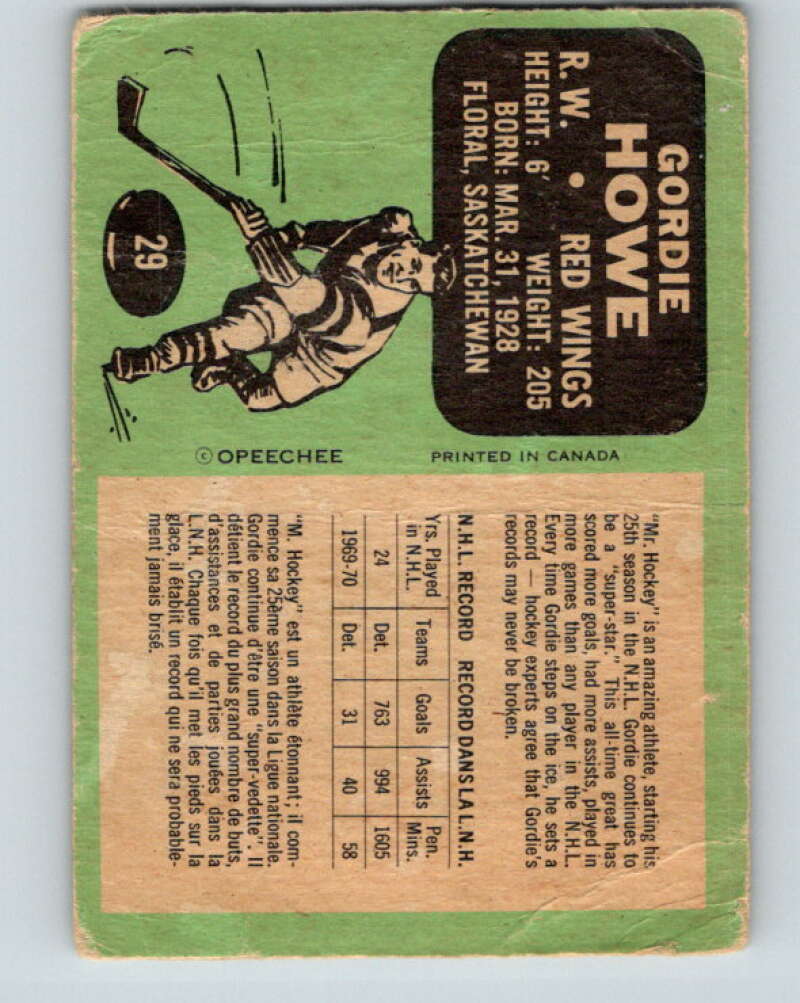 GORDIE
HOWE
R. W. • RED WINGS
HEIGHT: 6' WEIGHT: 205
BORN: MAR. 31, 1928
FLORAL, SASKATCHEWAN
29
© OPEECHEE PRINTED IN CANADA
"Mr. Hockey" is an amazing athlete, starting his
25th season in the N.H.L. Gordie continues to
be a "super-star." This all-time great has
scored more goals, had more assists, played in
more games than any player in the N.H.L.
Every time Gordie steps on the ice, he sets a
record — hockey experts agree that Gordie's
records may never be broken.
N.H.L. RECORD RECORD DANS LA L.N.H.
Yrs. Played in N.H.L. Teams Goals Assists Pen. Mins.
24 Det. 763 994 1605
1969-70 Det. 31 40 58
"M. Hockey" est un athlète étonnant; il com-
mence sa 25ème saison dans la Ligue nationale.
Gordie continue d'être une "super-vedette". Il
détient le record du plus grand nombre de buts,
d'assistances et de parties jouées dans la
L.N.H. Chaque fois qu'il met les pieds sur la
glace, il établit un record qui ne sera probable-
ment jamais brisé.